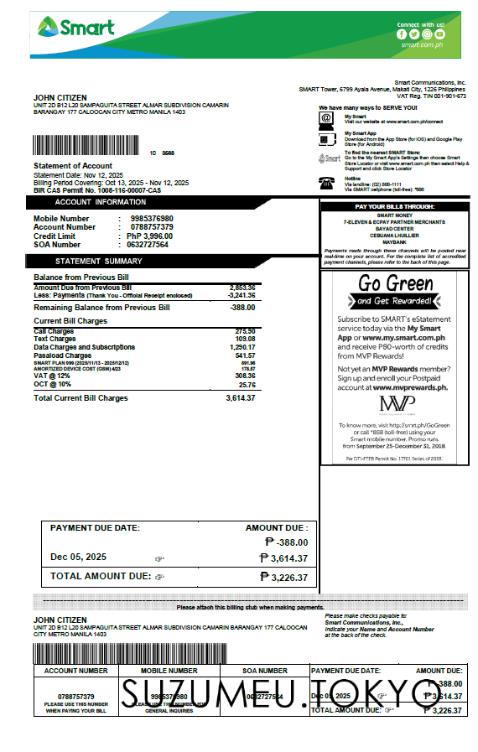 Smart
Connect with us!
smart.com.ph
Smart Communications, Inc.
SMART Tower, 6799 Ayala Avenue, Makati City, 1226 Philippines
VAT Reg. TIN 001-901-673
JOHN CITIZEN
UNIT 2D B12 L20 SAMPAGUITA STREET ALMAR SUBDIVISION CAMARIN
BARANGAY 177 CALOOCAN CITY METRO MANILA 1403
We have many ways to SERVE YOU!
My Smart
Visit our website at www.smart.com.ph/connect
My Smart App
Download from the App Store (for iOS) and Google Play
Store (for Android)
To find the nearest SMART Store:
Go to the My Smart App's Settings then choose Smart
Store Locator or visit www.smart.com.ph then select Help &
Support and click Store Locator
Hotline
Via landline: (02) 888-1111
Via SMART cellphone (toll-free) *888
Statement of Account
Statement Date: Nov 12, 2025
Billing Period Covering: Oct 13, 2025 - Nov 12, 2025
BIR CAS Permit No. 1008-116-00007-CAS
ACCOUNT INFORMATION
Mobile Number : 9985376980
Account Number : 0788757379
Credit Limit : PhP 3,996.00
SOA Number : 0632727564
PAY YOUR BILLS THROUGH:
SMART MONEY
7-ELEVEN & ECPAY PARTNER MERCHANTS
BAYAD CENTER
CEBUANA LHUILLIER
MAYBANK
Payments made through these channels will be posted near
real-time on your account. For the complete list of accredited
payment channels, please refer to the back of this page.
STATEMENT SUMMARY
Balance from Previous Bill
Amount Due from Previous Bill 2,853.36
Less: Payments (Thank You - Official Receipt enclosed) -3,241.36
Remaining Balance from Previous Bill -388.00
Current Bill Charges
Call Charges 275.50
Text Charges 109.08
Data Charges and Subscriptions 1,290.17
Pasaload Charges 541.57
SMART PLAN 999 (2025/11/13 - 2025/12/12) 891.96
AMORTIZED DEVICE COST (GSM) 4/23
VAT @ 12% 308.36
OCT @ 10% 25.76
Total Current Bill Charges 3,614.37
Go Green
and Get Rewarded!
Subscribe to SMART's eStatement
service today via the My Smart
App or www.my.smart.com.ph
and receive P80-worth of credits
from MVP Rewards!
Not yet an MVP Rewards member?
Sign up and enroll your Postpaid
account at www.mvprewards.ph.
MVP
To know more, visit http://smrt.ph/GoGreen
or call *888 (toll-free) using your
Smart mobile number. Promo runs
from September 25-December 31, 2018.
PAYMENT DUE DATE: AMOUNT DUE :
₱ -388.00
Dec 05, 2025 ₱ 3,614.37
TOTAL AMOUNT DUE: ₱ 3,226.37
Please attach this billing stub when making payments.
JOHN CITIZEN
UNIT 2D B12 L20 SAMPAGUITA STREET ALMAR SUBDIVISION CAMARIN BARANGAY 177 CALOOCAN
CITY METRO MANILA 1403
Please make checks payable to:
Smart Communications, Inc.,
Indicate your Name and Account Number
at the back of the check.
ACCOUNT NUMBER MOBILE NUMBER SOA NUMBER PAYMENT DUE DATE: AMOUNT DUE:
-388.00
0788757379 9985376980 0632727564 Dec 05, 2025 ₱ 3,614.37
PLEASE USE THIS NUMBER
WHEN PAYING YOUR BILL
PLEASE USE THIS NUMBER FOR
GENERAL INQUIRIES
TOTAL AMOUNT DUE: ₱ 3,226.37
SUZUMEU.TOKYO